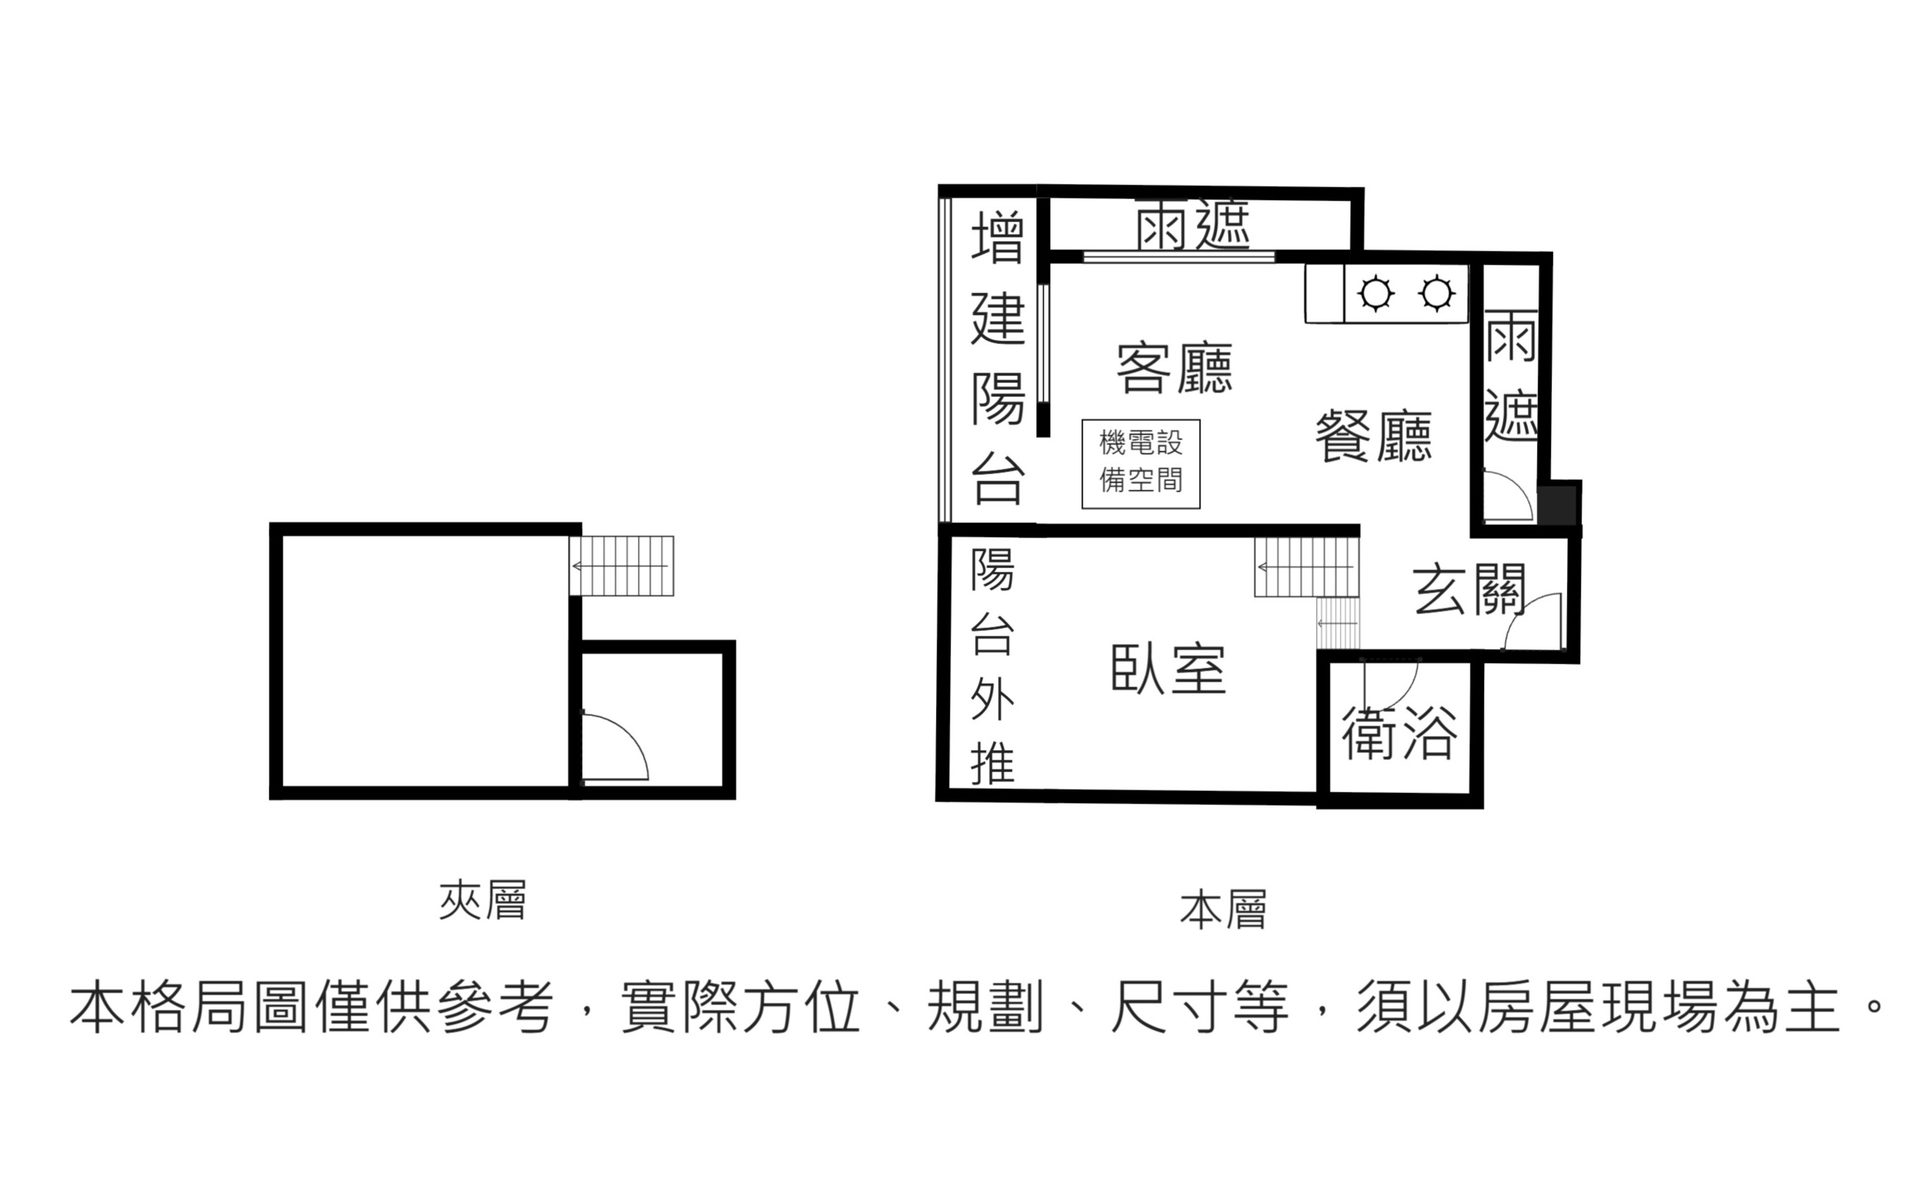 增建陽台
雨遮
雨遮
客廳
餐廳
機電設
備空間
陽台外推
玄關
臥室
衛浴
夾層
本層
本格局圖僅供參考，實際方位、規劃、尺寸等，須以房屋現場為主。